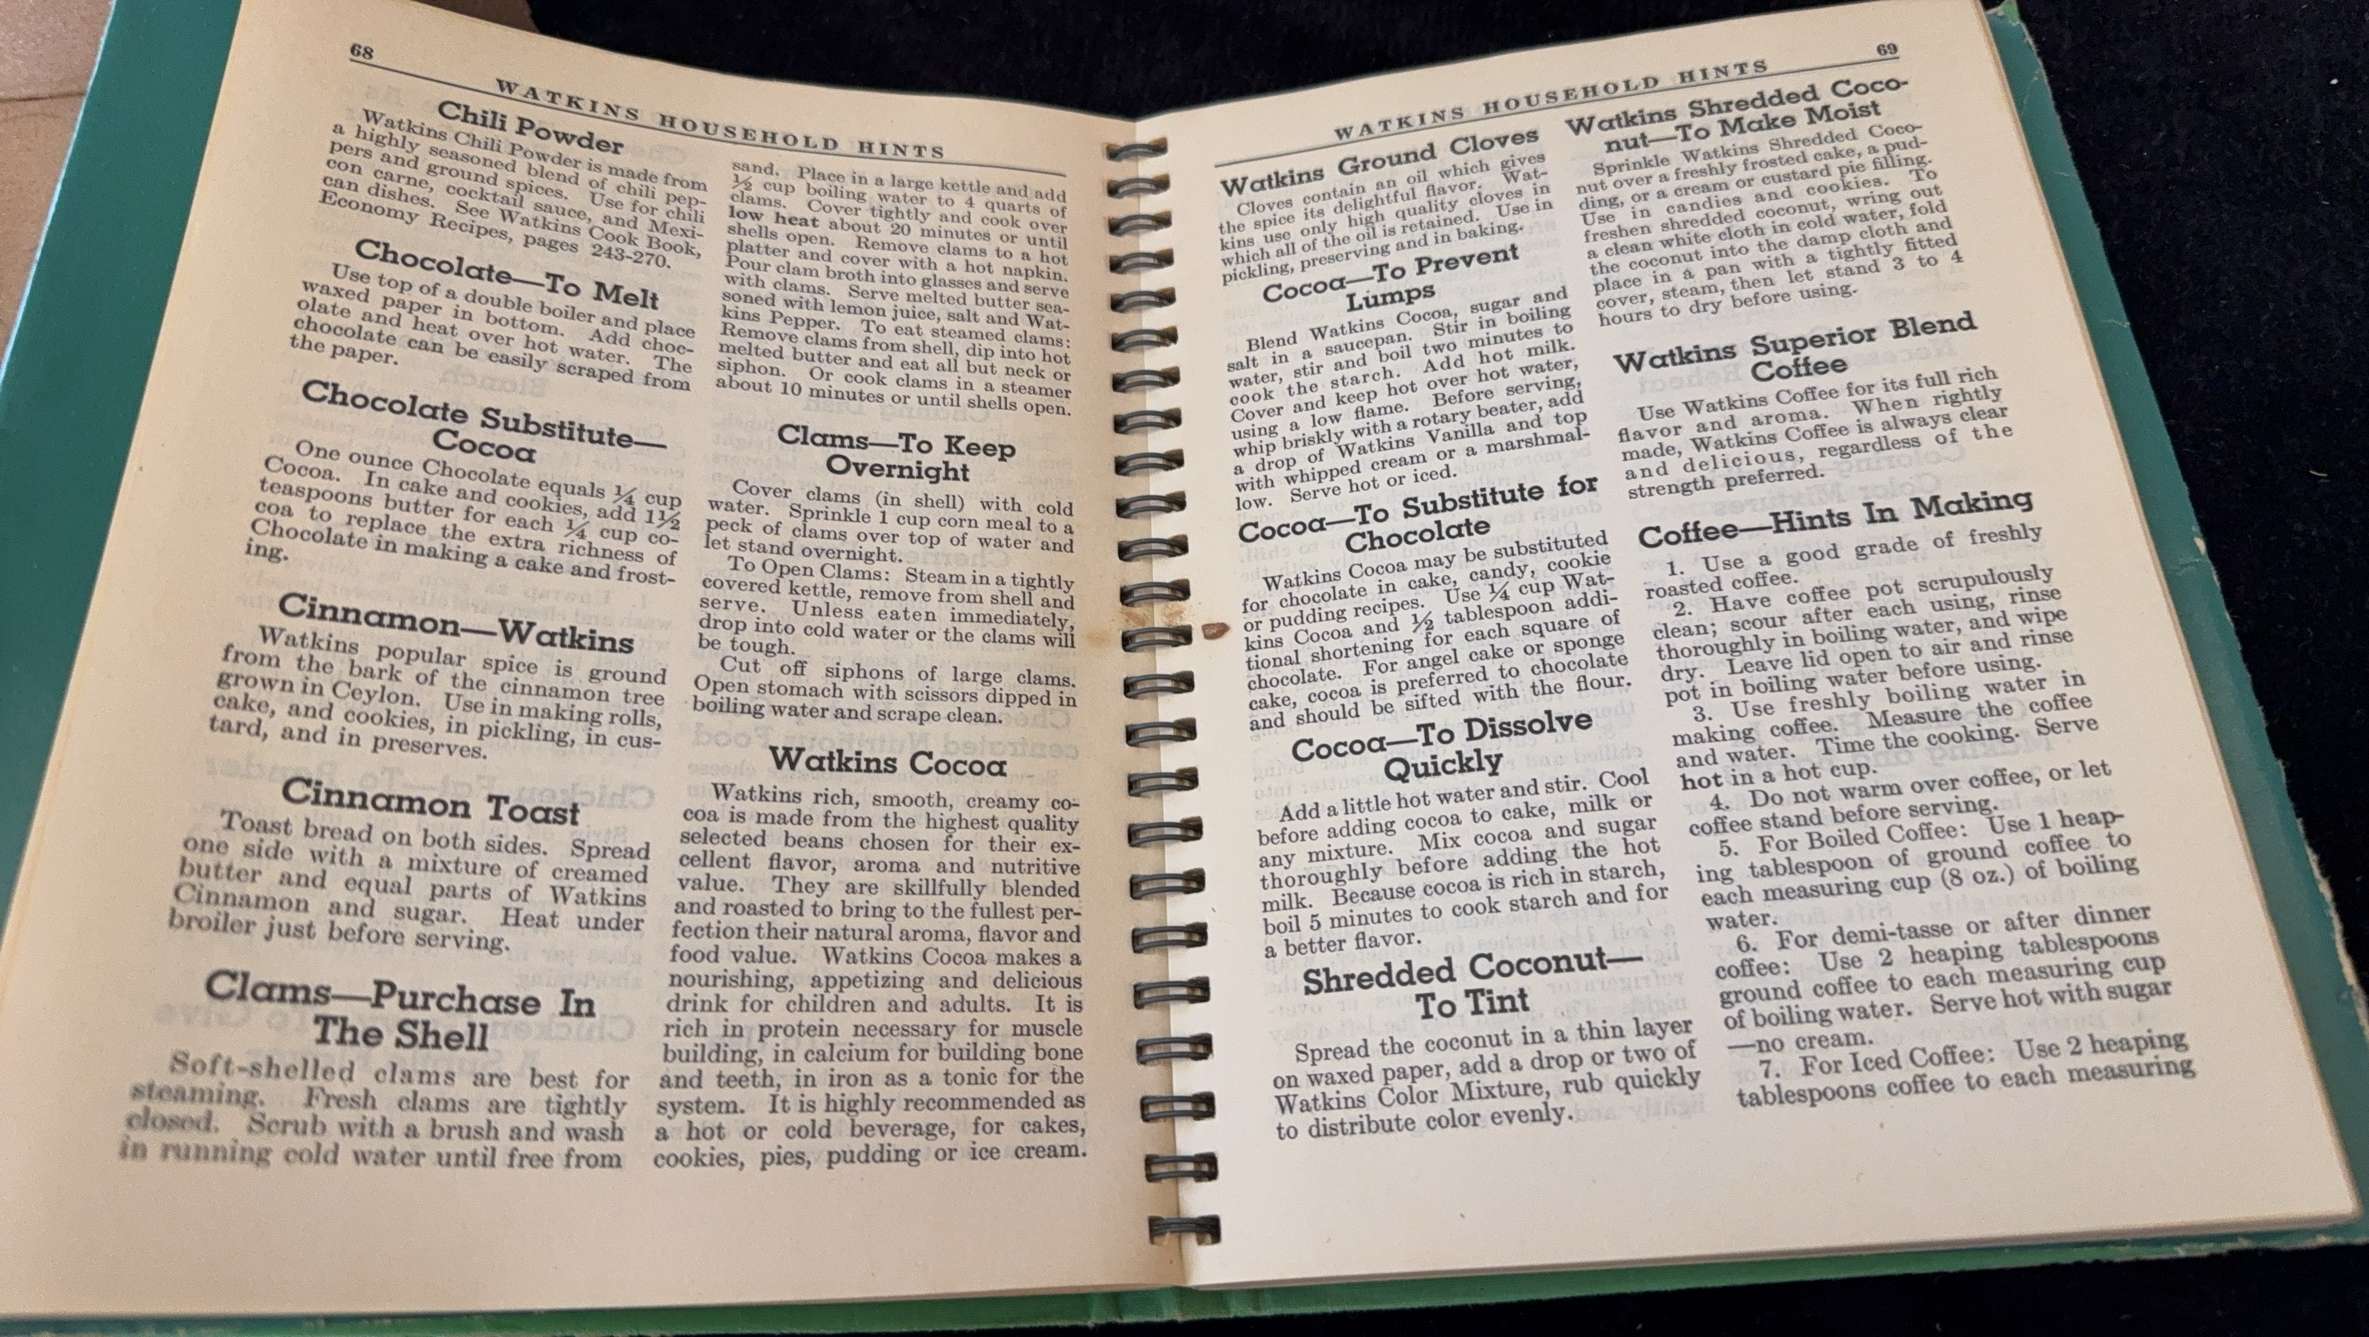 68
WATKINS HOUSEHOLD HINTS
Chili Powder
Watkins Chili Powder is made from
a highly seasoned blend of chili pep-
pers and ground spices. Use for chili
con carne, cocktail sauce, and Mexi-
can dishes. See Watkins Cook Book,
Economy Recipes, pages 243-270.
Chocolate—To Melt
Use top of a double boiler and place
waxed paper in bottom. Add choc-
olate and heat over hot water. The
chocolate can be easily scraped from
the paper.
Chocolate Substitute—
Cocoa
One ounce Chocolate equals ¼ cup
Cocoa. In cake and cookies, add 1½
teaspoons butter for each ¼ cup co-
coa to replace the extra richness of
Chocolate in making a cake and frost-
ing.
Cinnamon—Watkins
Watkins popular spice is ground
from the bark of the cinnamon tree
grown in Ceylon. Use in making rolls,
cake, and cookies, in pickling, in cus-
tard, and in preserves.
Cinnamon Toast
Toast bread on both sides. Spread
one side with a mixture of creamed
butter and equal parts of Watkins
Cinnamon and sugar. Heat under
broiler just before serving.
Clams—Purchase In
The Shell
Soft-shelled clams are best for
steaming. Fresh clams are tightly
closed. Scrub with a brush and wash
in running cold water until free from
sand. Place in a large kettle and add
½ cup boiling water to 4 quarts of
clams. Cover tightly and cook over
low heat about 20 minutes or until
shells open. Remove clams to a hot
platter and cover with a hot napkin.
Pour clam broth into glasses and serve
with clams. Serve melted butter sea-
soned with lemon juice, salt and Wat-
kins Pepper. To eat steamed clams:
Remove clams from shell, dip into hot
melted butter and eat all but neck or
siphon. Or cook clams in a steamer
about 10 minutes or until shells open.
Clams—To Keep
Overnight
Cover clams (in shell) with cold
water. Sprinkle 1 cup corn meal to a
peck of clams over top of water and
let stand overnight.
To Open Clams: Steam in a tightly
covered kettle, remove from shell and
serve. Unless eaten immediately,
drop into cold water or the clams will
be tough.
Cut off siphons of large clams.
Open stomach with scissors dipped in
boiling water and scrape clean.
Watkins Cocoa
Watkins rich, smooth, creamy co-
coa is made from the highest quality
selected beans chosen for their ex-
cellent flavor, aroma and nutritive
value. They are skillfully blended
and roasted to bring to the fullest per-
fection their natural aroma, flavor and
food value. Watkins Cocoa makes a
nourishing, appetizing and delicious
drink for children and adults. It is
rich in protein necessary for muscle
building, in calcium for building bone
and teeth, in iron as a tonic for the
system. It is highly recommended as
a hot or cold beverage, for cakes,
cookies, pies, pudding or ice cream.
69
WATKINS HOUSEHOLD HINTS
Watkins Ground Cloves
Cloves contain an oil which gives
the spice its delightful flavor. Wat-
kins use only high quality cloves in
which all of the oil is retained. Use in
pickling, preserving and in baking.
Cocoa—To Prevent
Lumps
Blend Watkins Cocoa, sugar and
salt in a saucepan. Stir in boiling
water, stir and boil two minutes to
cook the starch. Add hot milk.
Cover and keep hot over hot water,
using a low flame. Before serving,
whip briskly with a rotary beater, add
a drop of Watkins Vanilla and top
with whipped cream or a marshmal-
low. Serve hot or iced.
Cocoa—To Substitute for
Chocolate
Watkins Cocoa may be substituted
for chocolate in cake, candy, cookie
or pudding recipes. Use ¼ cup Wat-
kins Cocoa and ½ tablespoon addi-
tional shortening for each square of
chocolate. For angel cake or sponge
cake, cocoa is preferred to chocolate
and should be sifted with the flour.
Cocoa—To Dissolve
Quickly
Add a little hot water and stir. Cool
before adding cocoa to cake, milk or
any mixture. Mix cocoa and sugar
thoroughly before adding the hot
milk. Because cocoa is rich in starch,
boil 5 minutes to cook starch and for
a better flavor.
Shredded Coconut—
To Tint
Spread the coconut in a thin layer
on waxed paper, add a drop or two of
Watkins Color Mixture, rub quickly
to distribute color evenly.
Watkins Shredded Coco-
nut—To Make Moist
Sprinkle Watkins Shredded Coco-
nut over a freshly frosted cake, a pud-
ding, or a cream or custard pie filling.
Use in candies and cookies. To
freshen shredded coconut, wring out
a clean white cloth in cold water, fold
the coconut into the damp cloth and
place in a pan with a tightly fitted
cover, steam, then let stand 3 to 4
hours to dry before using.
Watkins Superior Blend
Coffee
Use Watkins Coffee for its full rich
flavor and aroma. When rightly
made, Watkins Coffee is always clear
and delicious, regardless of the
strength preferred.
Coffee—Hints In Making
1. Use a good grade of freshly
roasted coffee.
2. Have coffee pot scrupulously
clean; scour after each using, rinse
thoroughly in boiling water, and wipe
dry. Leave lid open to air and rinse
pot in boiling water before using.
3. Use freshly boiling water in
making coffee. Measure the coffee
and water. Time the cooking. Serve
hot in a hot cup.
4. Do not warm over coffee, or let
coffee stand before serving.
5. For Boiled Coffee: Use 1 heap-
ing tablespoon of ground coffee to
each measuring cup (8 oz.) of boiling
water.
6. For demi-tasse or after dinner
coffee: Use 2 heaping tablespoons
ground coffee to each measuring cup
of boiling water. Serve hot with sugar
—no cream.
7. For Iced Coffee: Use 2 heaping
tablespoons coffee to each measuring